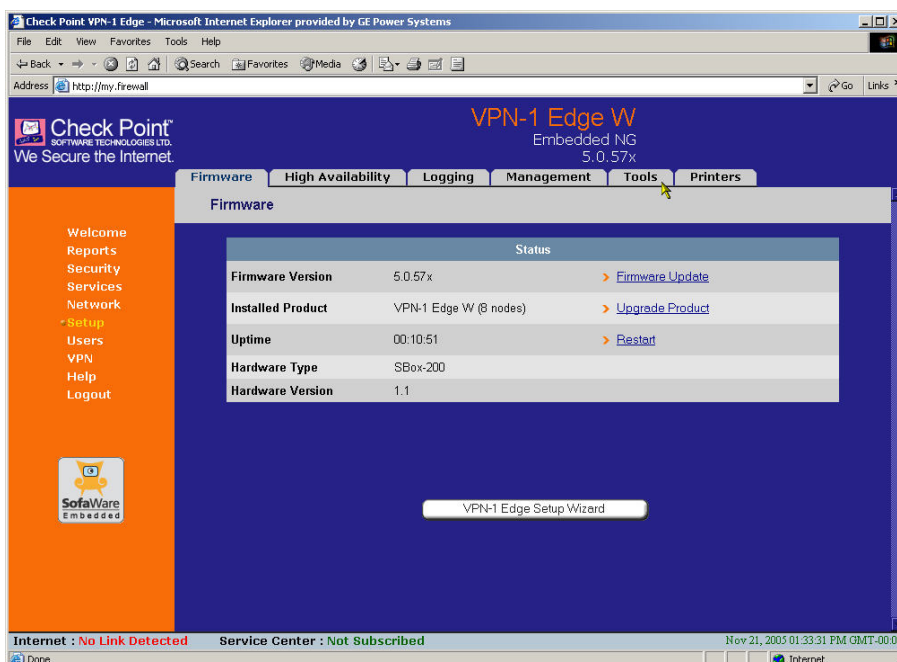 Check Point VPN-1 Edge - Microsoft Internet Explorer provided by GE Power Systems
File Edit View Favorites Tools Help
Back Search Favorites Media
Address http://my.firewall Go Links
Check Point™
SOFTWARE TECHNOLOGIES LTD.
We Secure the Internet.
VPN-1 Edge W
Embedded NG
5.0.57x
Firmware High Availability Logging Management Tools Printers
Firmware
Welcome
Reports
Security
Services
Network
Setup
Users
VPN
Help
Logout
SofaWare
Embedded
Status
Firmware Version 5.0.57x Firmware Update
Installed Product VPN-1 Edge W (8 nodes) Upgrade Product
Uptime 00:10:51 Restart
Hardware Type SBox-200
Hardware Version 1.1
VPN-1 Edge Setup Wizard
Internet : No Link Detected Service Center : Not Subscribed Nov 21, 2005 01:33:31 PM GMT-00:0
Done Internet